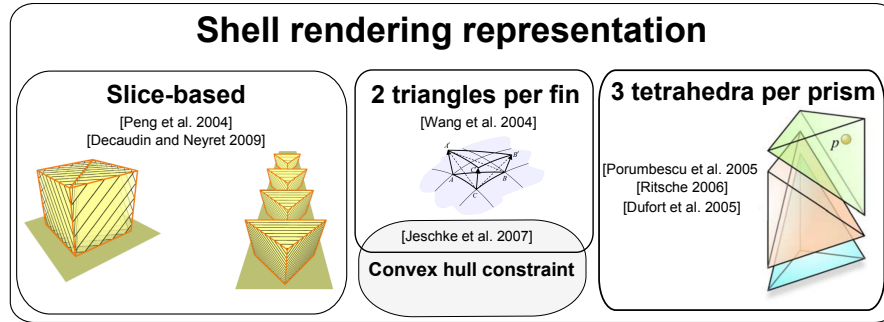 Shell rendering representation
Slice-based
[Peng et al. 2004]
[Decaudin and Neyret 2009]
2 triangles per fin
[Wang et al. 2004]
A'
B'
C'
A
B
C
[Jeschke et al. 2007]
Convex hull constraint
3 tetrahedra per prism
p
[Porumbescu et al. 2005
[Ritsche 2006]
[Dufort et al. 2005]